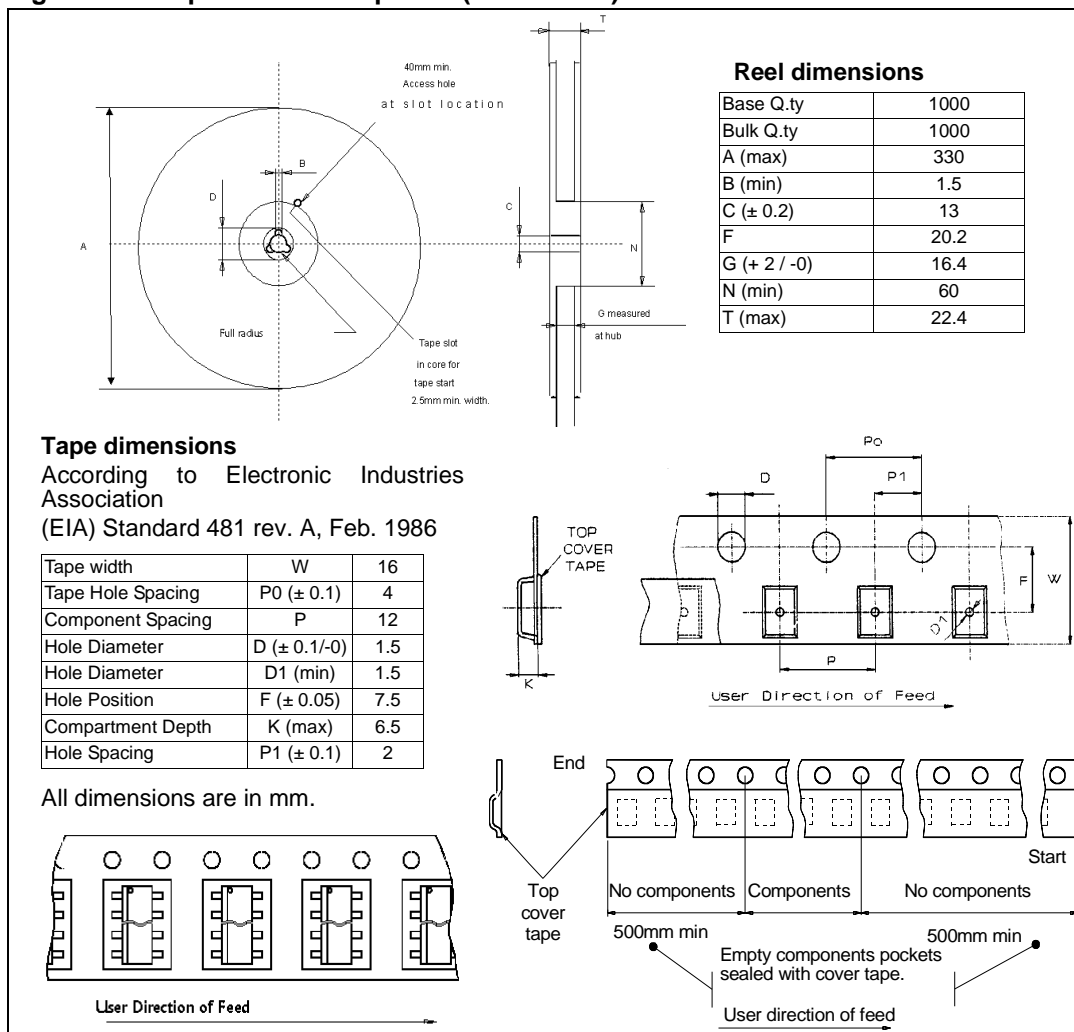 T
40mm min.
Access hole
at slot location
B
D
A
C
N
Full radius
Tape slot
in core for
tape start
2.5mm min. width.
G measured
at hub
Reel dimensions
Base Q.ty 1000
Bulk Q.ty 1000
A (max) 330
B (min) 1.5
C (± 0.2) 13
F 20.2
G (+ 2 / -0) 16.4
N (min) 60
T (max) 22.4
Tape dimensions
According to Electronic Industries
Association
(EIA) Standard 481 rev. A, Feb. 1986
Tape width W 16
Tape Hole Spacing P0 (± 0.1) 4
Component Spacing P 12
Hole Diameter D (± 0.1/-0) 1.5
Hole Diameter D1 (min) 1.5
Hole Position F (± 0.05) 7.5
Compartment Depth K (max) 6.5
Hole Spacing P1 (± 0.1) 2
All dimensions are in mm.
Po
D
P1
TOP
COVER
TAPE
F
W
D1
P
K
User Direction of Feed
End
Start
Top
cover
tape
No components
Components
No components
500mm min
500mm min
Empty components pockets
sealed with cover tape.
User direction of feed
User Direction of Feed